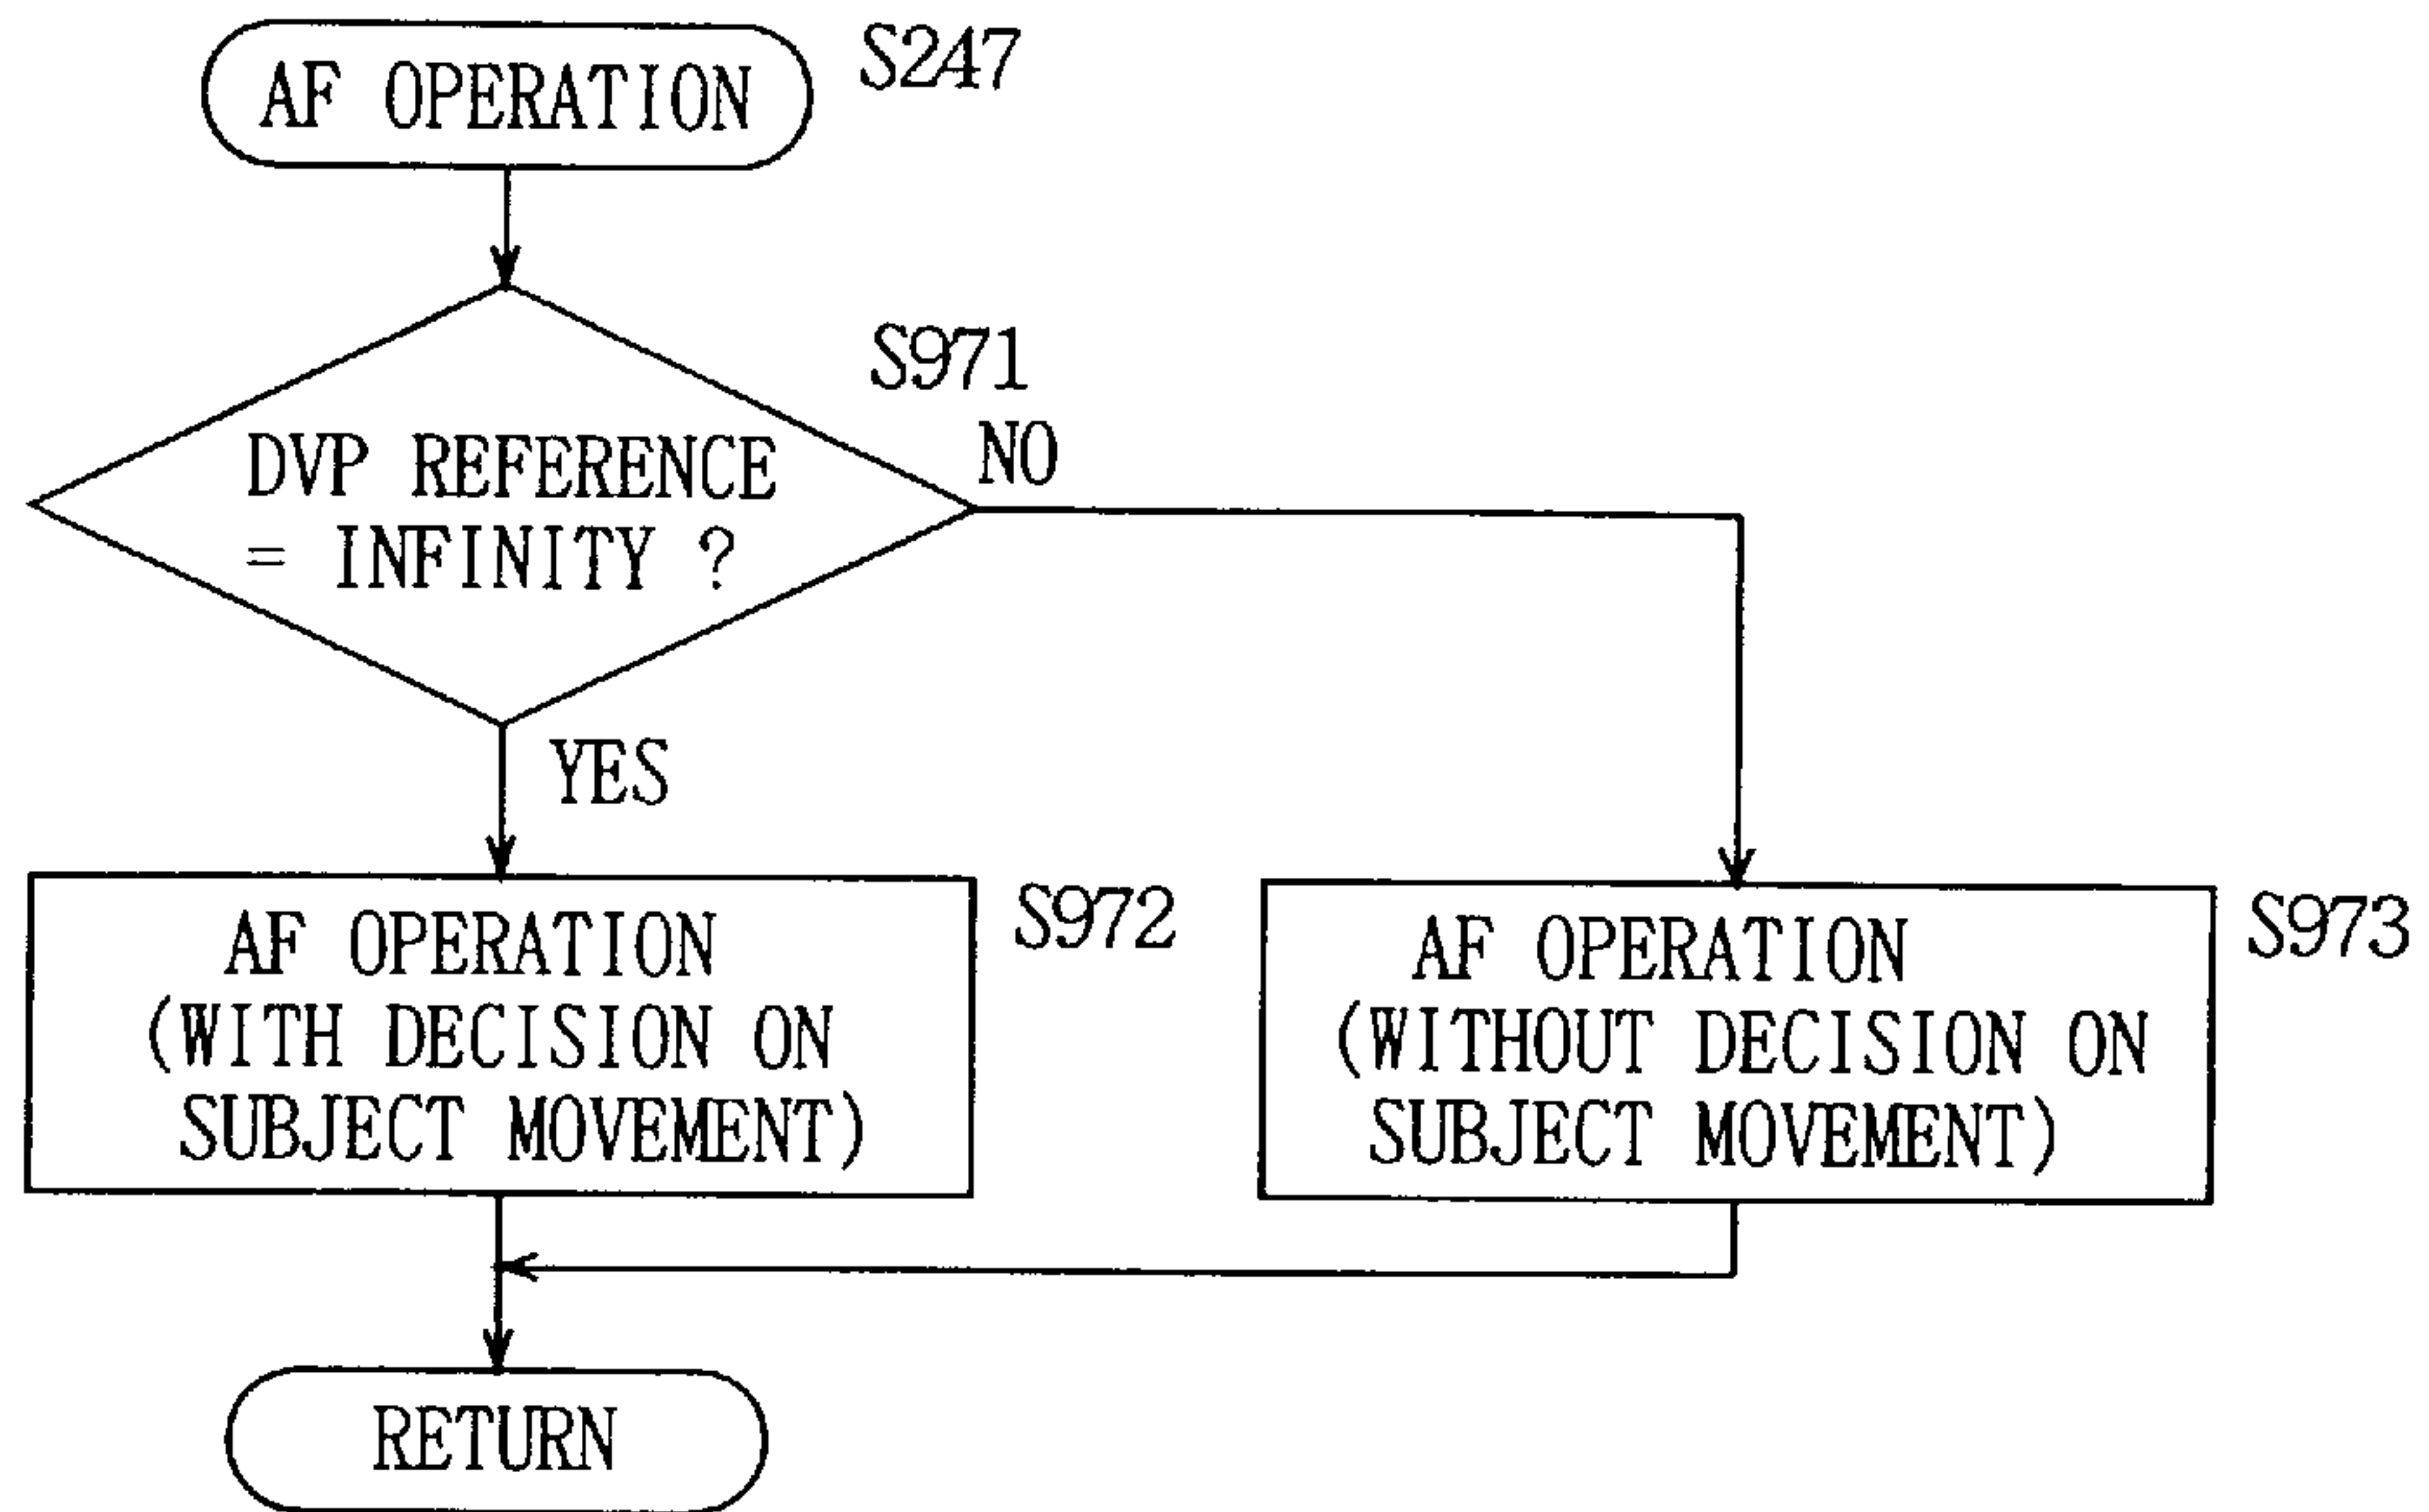 AF OPERATION
S247
S971
NO
DVP REFERENCE
= INFINITY ?
YES
AF OPERATION
(WITH DECISION ON
SUBJECT MOVEMENT)
S972
AF OPERATION
(WITHOUT DECISION ON
SUBJECT MOVEMENT)
S973
RETURN